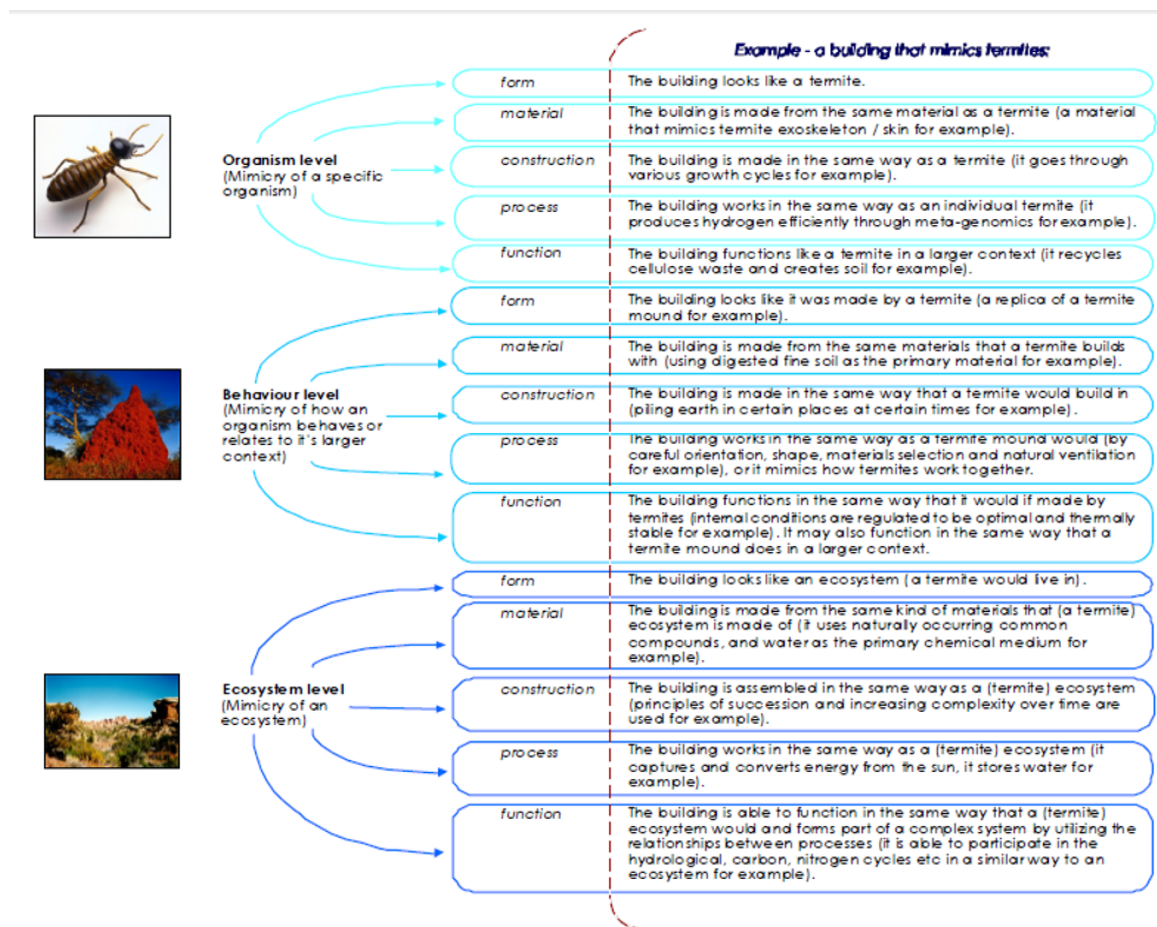 Example - a building that mimics termites:
form
The building looks like a termite.
material
The building is made from the same material as a termite (a material
that mimics termite exoskeleton / skin for example).
Organism level
(Mimicry of a specific
organism)
construction
The building is made in the same way as a termite (it goes through
various growth cycles for example).
process
The building works in the same way as an individual termite (it
produces hydrogen efficiently through meta-genomics for example).
function
The building functions like a termite in a larger context (it recycles
cellulose waste and creates soil for example).
form
The building looks like it was made by a termite (a replica of a termite
mound for example).
material
The building is made from the same materials that a termite builds
with (using digested fine soil as the primary material for example).
Behaviour level
(Mimicry of how an
organism behaves or
relates to it's larger
context)
construction
The building is made in the same way that a termite would build in
(piling earth in certain places at certain times for example).
process
The building works in the same way as a termite mound would (by
careful orientation, shape, materials selection and natural ventilation
for example), or it mimics how termites work together.
function
The building functions in the same way that it would if made by
termites (internal conditions are regulated to be optimal and thermally
stable for example). It may also function in the same way that a
termite mound does in a larger context.
form
The building looks like an ecosystem (a termite would live in).
material
The building is made from the same kind of materials that (a termite)
ecosystem is made of (it uses naturally occurring common
compounds, and water as the primary chemical medium for
example).
Ecosystem level
(Mimicry of an
ecosystem)
construction
The building is assembled in the same way as a (termite) ecosystem
(principles of succession and increasing complexity over time are
used for example).
process
The building works in the same way as a (termite) ecosystem (it
captures and converts energy from the sun, it stores water for
example).
function
The building is able to function in the same way that a (termite)
ecosystem would and forms part of a complex system by utilizing the
relationships between processes (it is able to participate in the
hydrological, carbon, nitrogen cycles etc in a similar way to an
ecosystem for example).